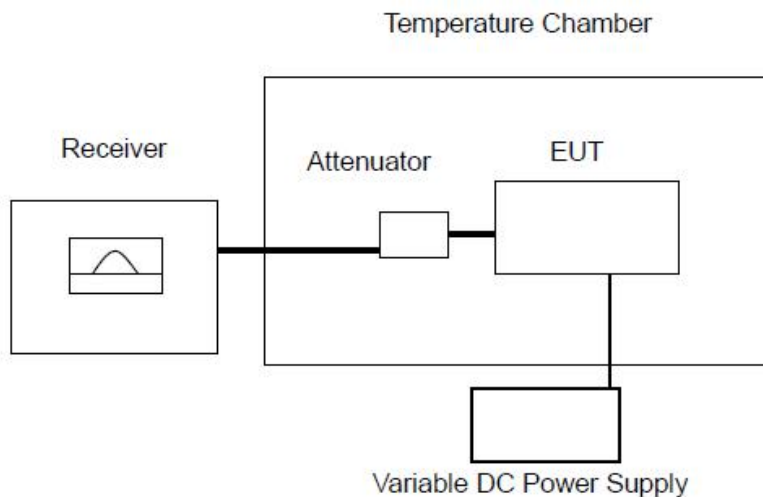 Temperature Chamber
Receiver
Attenuator
EUT
Variable DC Power Supply